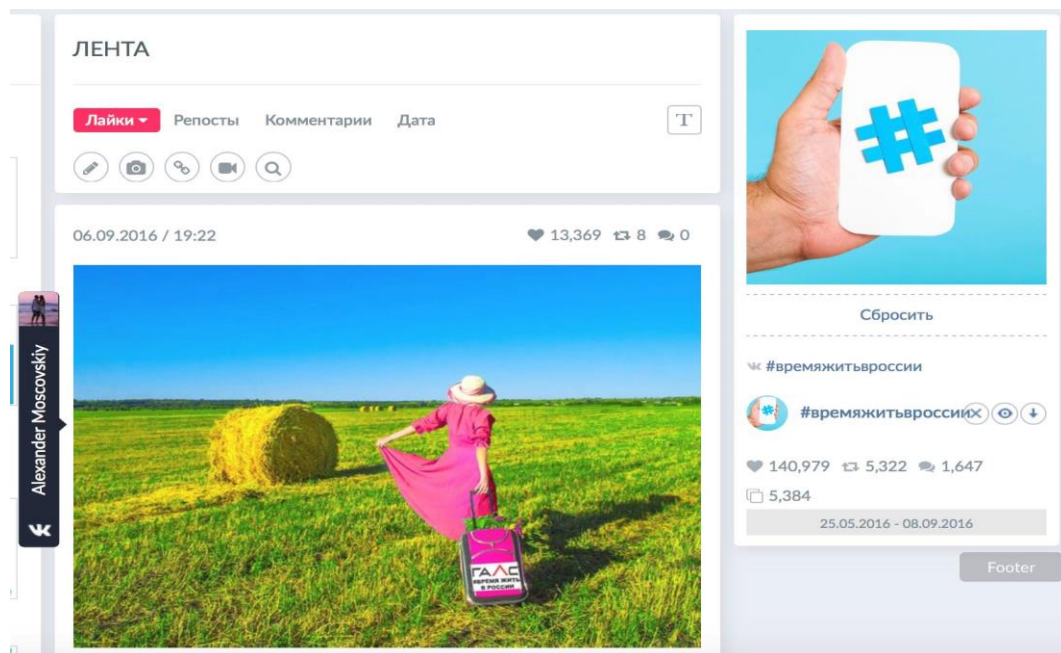 ЛЕНТА
Лайки Репосты Комментарии Дата T
06.09.2016 / 19:22 13,369 8 0
Alexander Moscovskiy
ГАЛС
#ВРЕМЯ ЖИТЬ
В РОССИИ
#
Сбросить
#времяжитьвроссии
#времяжитьвроссии
140,979 5,322 1,647
5,384
25.05.2016 - 08.09.2016
Footer